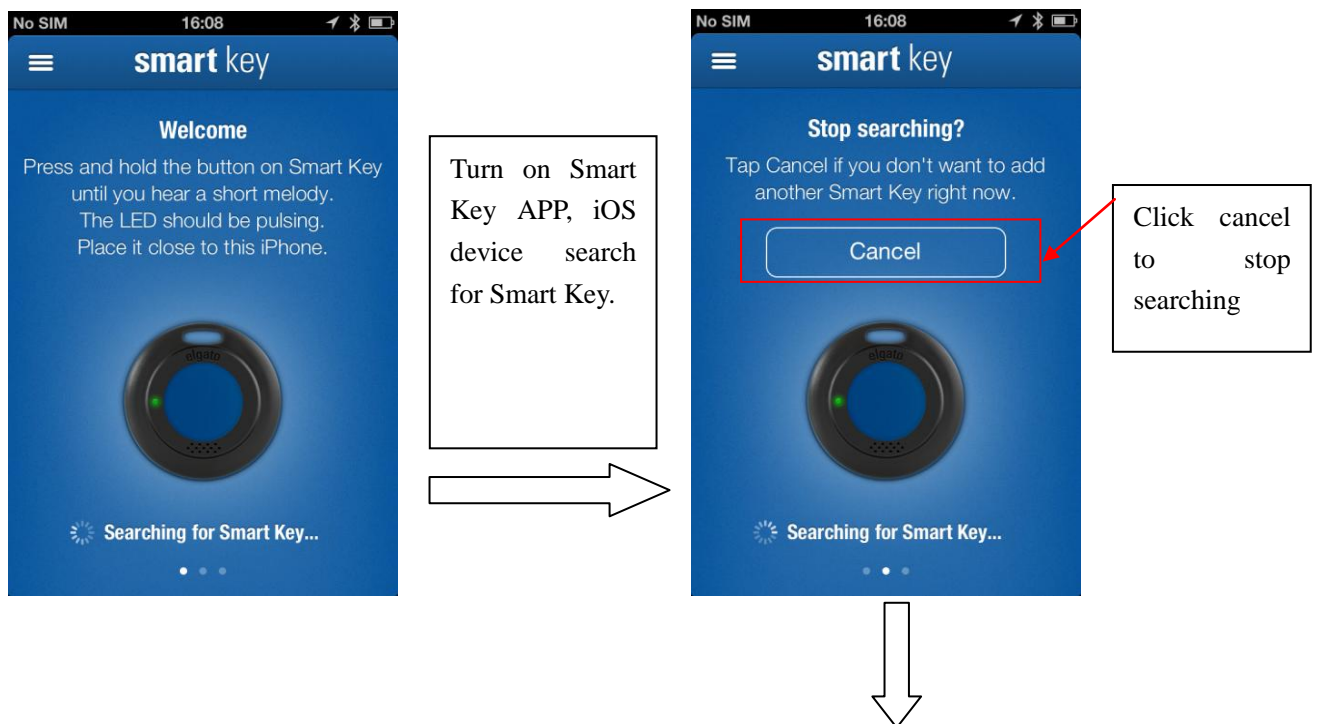 No SIM 16:08
smart key
Welcome
Press and hold the button on Smart Key
until you hear a short melody.
The LED should be pulsing.
Place it close to this iPhone.
elgato
Searching for Smart Key...
Turn on Smart
Key APP, iOS
device search
for Smart Key.
No SIM 16:08
smart key
Stop searching?
Tap Cancel if you don't want to add
another Smart Key right now.
Cancel
elgato
Searching for Smart Key...
Click cancel
to stop
searching